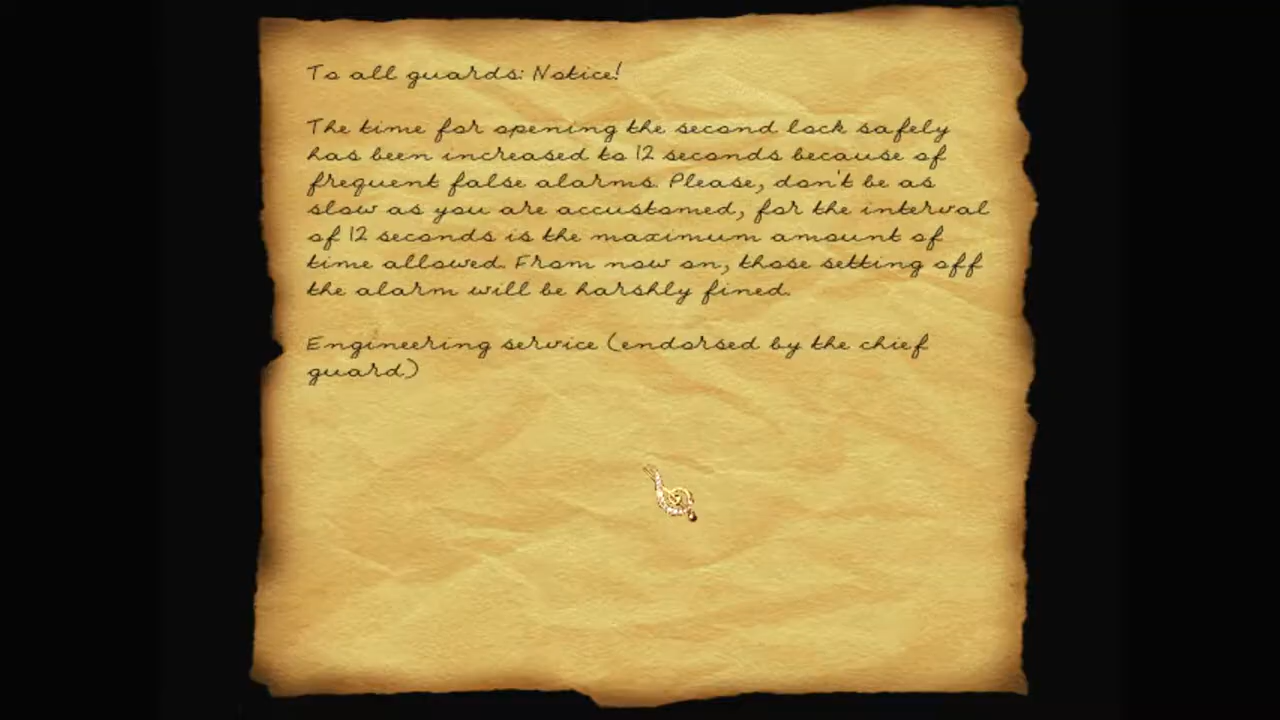 To all guards: Notice!
The time for opening the second lock safely
has been increased to 12 seconds because of
frequent false alarms. Please, don't be as
slow as you are accustomed, for the interval
of 12 seconds is the maximum amount of
time allowed. From now on, those setting off
the alarm will be harshly fined.
Engineering service (endorsed by the chief
guard)